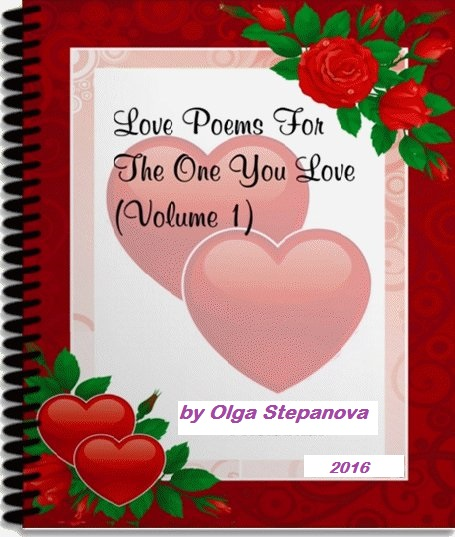 Love Poems For
The One You Love
(Volume 1)
by Olga Stepanova
2016